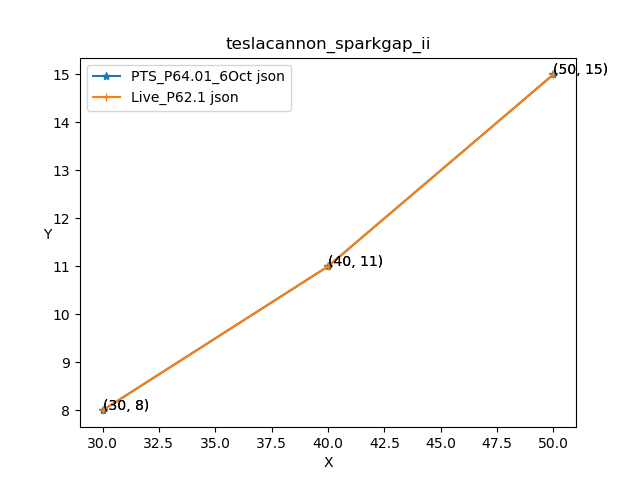 teslacannon_sparkgap_ii
PTS_P64.01_6Oct json
Live_P62.1 json
(50, 15)
(40, 11)
(30, 8)
15
14
13
12
11
10
9
8
Y
30.0 32.5 35.0 37.5 40.0 42.5 45.0 47.5 50.0
X